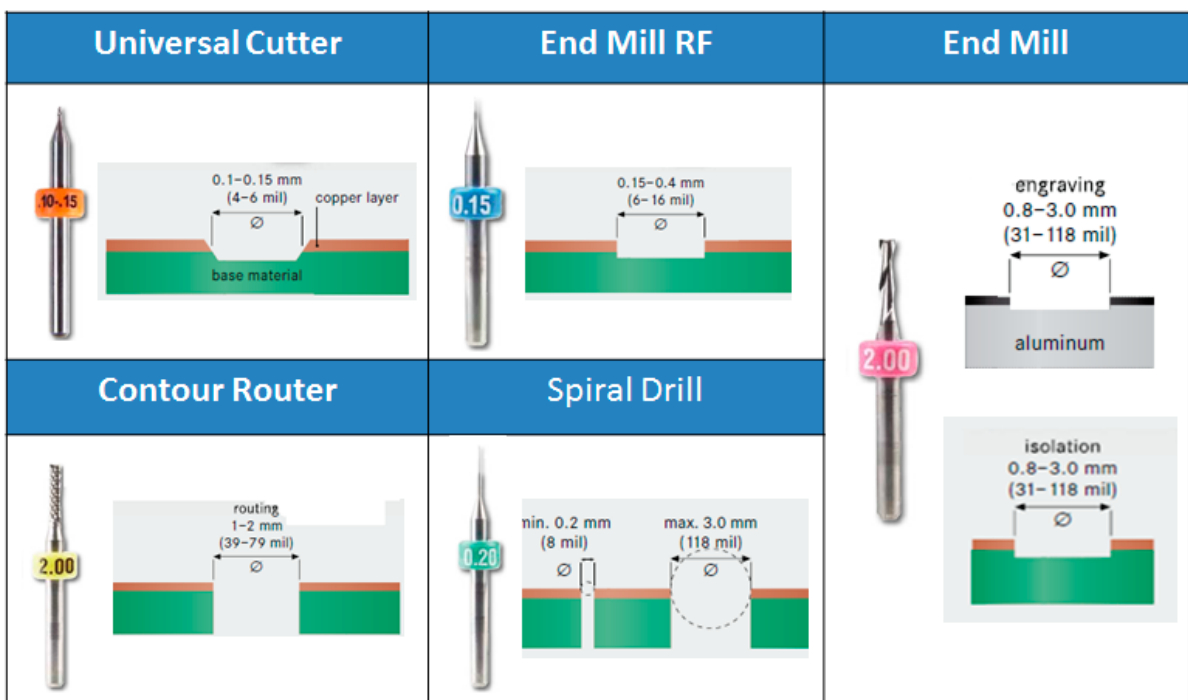 Universal Cutter
End Mill RF
End Mill
.10-.15
0.1–0.15 mm
(4–6 mil)
Ø
copper layer
base material
0.15
0.15–0.4 mm
(6–16 mil)
Ø
2.00
engraving
0.8–3.0 mm
(31–118 mil)
Ø
aluminum
isolation
0.8–3.0 mm
(31–118 mil)
Ø
Contour Router
Spiral Drill
2.00
routing
1–2 mm
(39–79 mil)
Ø
0.20
min. 0.2 mm
(8 mil)
Ø
max. 3.0 mm
(118 mil)
Ø